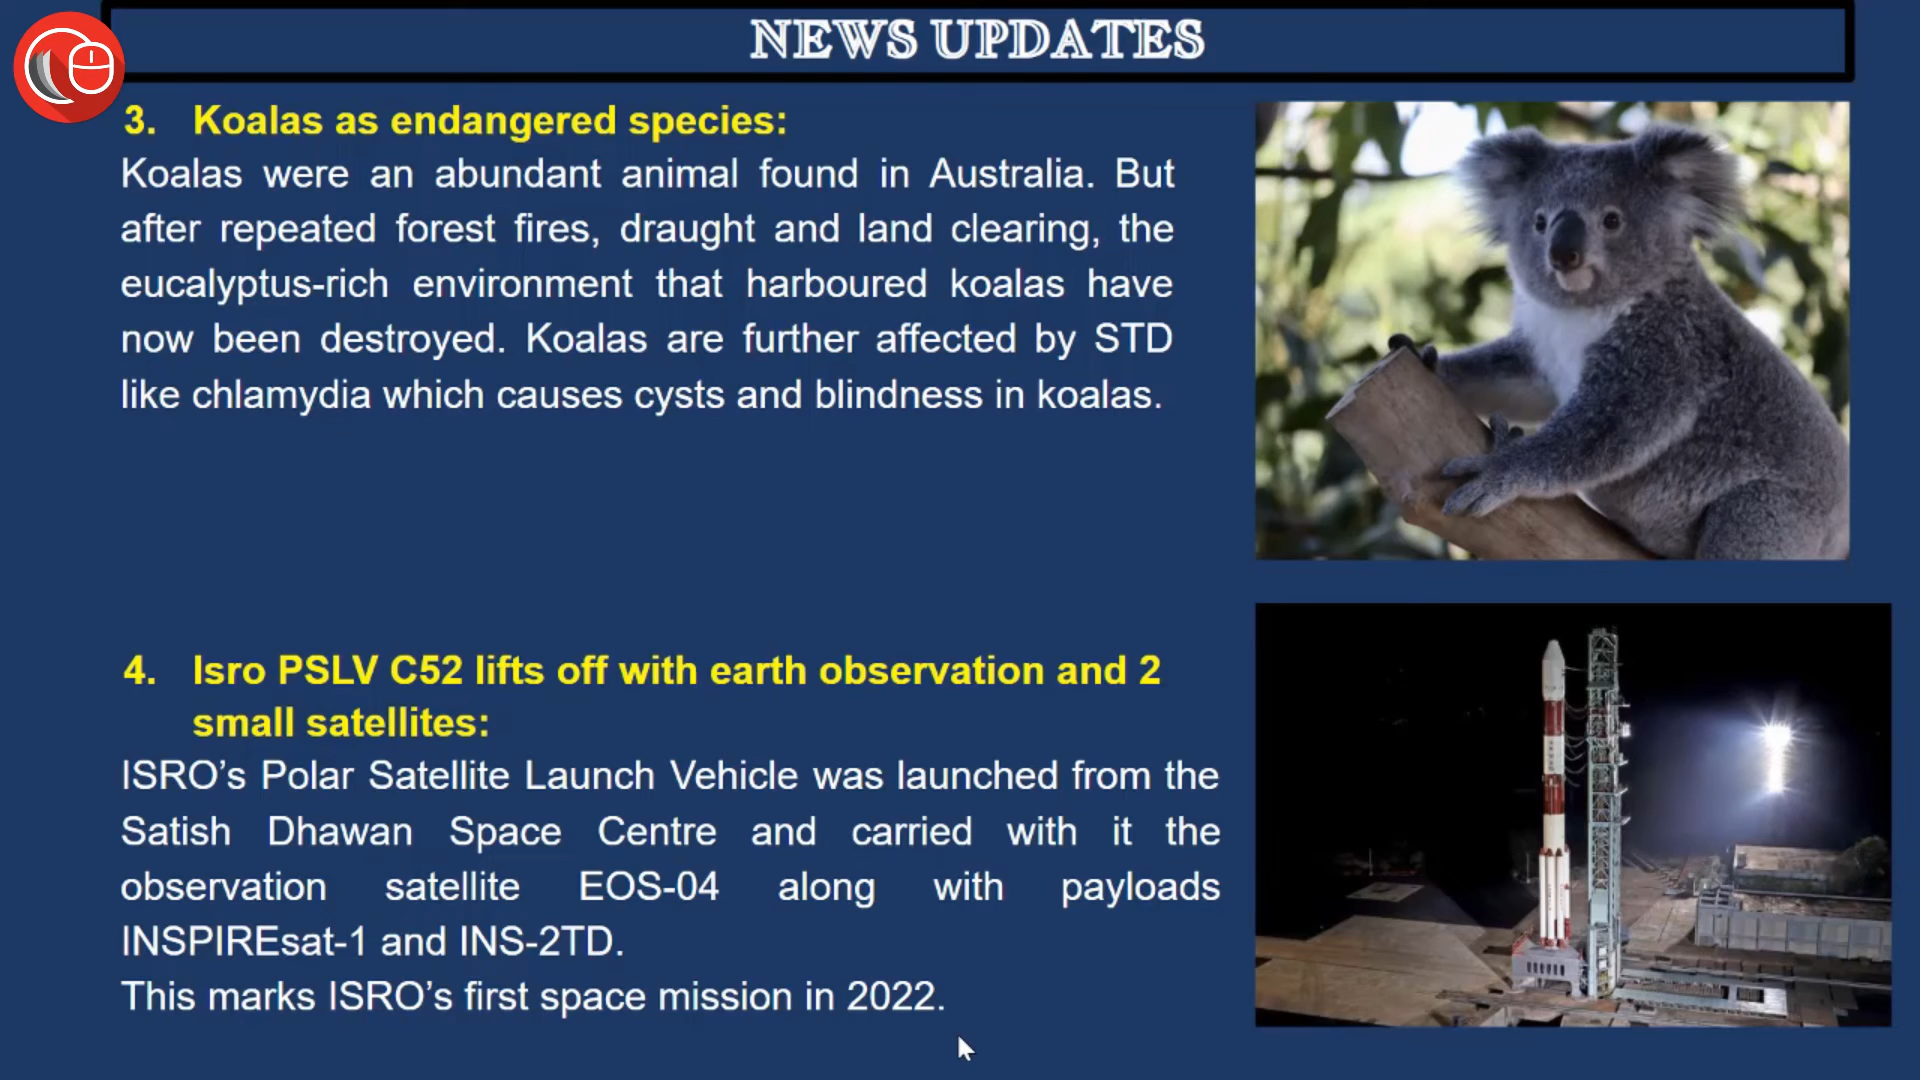 NEWS UPDATES
3. Koalas as endangered species:
Koalas were an abundant animal found in Australia. But
after repeated forest fires, draught and land clearing, the
eucalyptus-rich environment that harboured koalas have
now been destroyed. Koalas are further affected by STD
like chlamydia which causes cysts and blindness in koalas.
4. Isro PSLV C52 lifts off with earth observation and 2
small satellites:
ISRO’s Polar Satellite Launch Vehicle was launched from the
Satish Dhawan Space Centre and carried with it the
observation satellite EOS-04 along with payloads
INSPIREsat-1 and INS-2TD.
This marks ISRO’s first space mission in 2022.